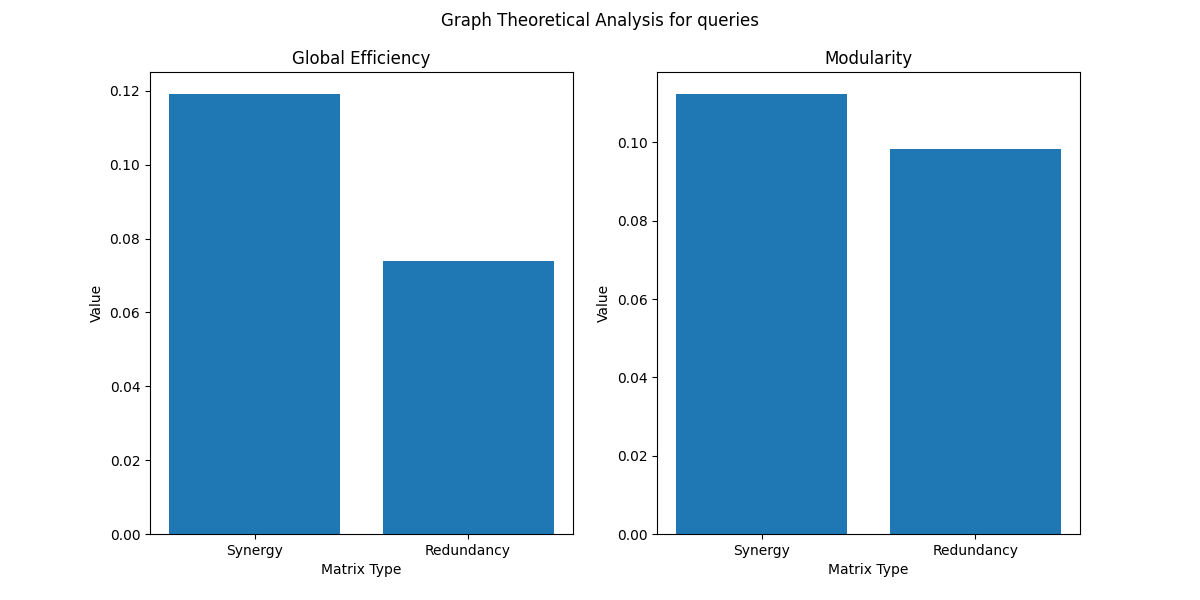 Graph Theoretical Analysis for queries
Global Efficiency
0.12
0.10
0.08
0.06
0.04
0.02
0.00
Value
Synergy
Redundancy
Matrix Type
Modularity
0.10
0.08
0.06
0.04
0.02
0.00
Value
Synergy
Redundancy
Matrix Type